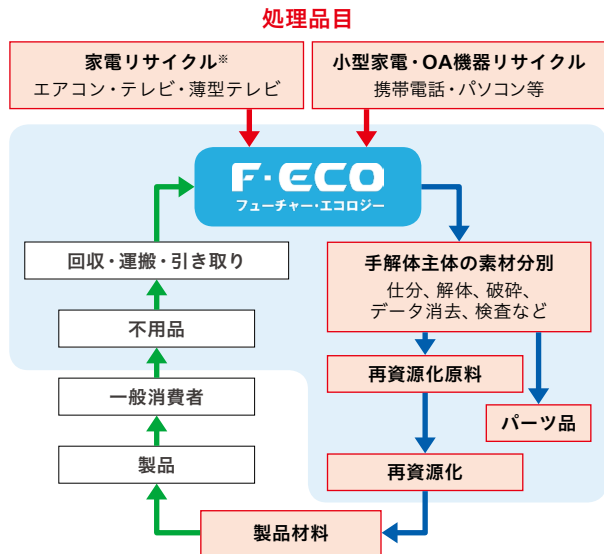 処理品目
家電リサイクル※
エアコン・テレビ・薄型テレビ
小型家電・OA機器リサイクル
携帯電話・パソコン等
F・ECO
フューチャー・エコロジー
回収・運搬・引き取り
不用品
一般消費者
製品
手解体主体の素材分別
仕分、解体、破砕、
データ消去、検査など
再資源化原料
パーツ品
再資源化
製品材料